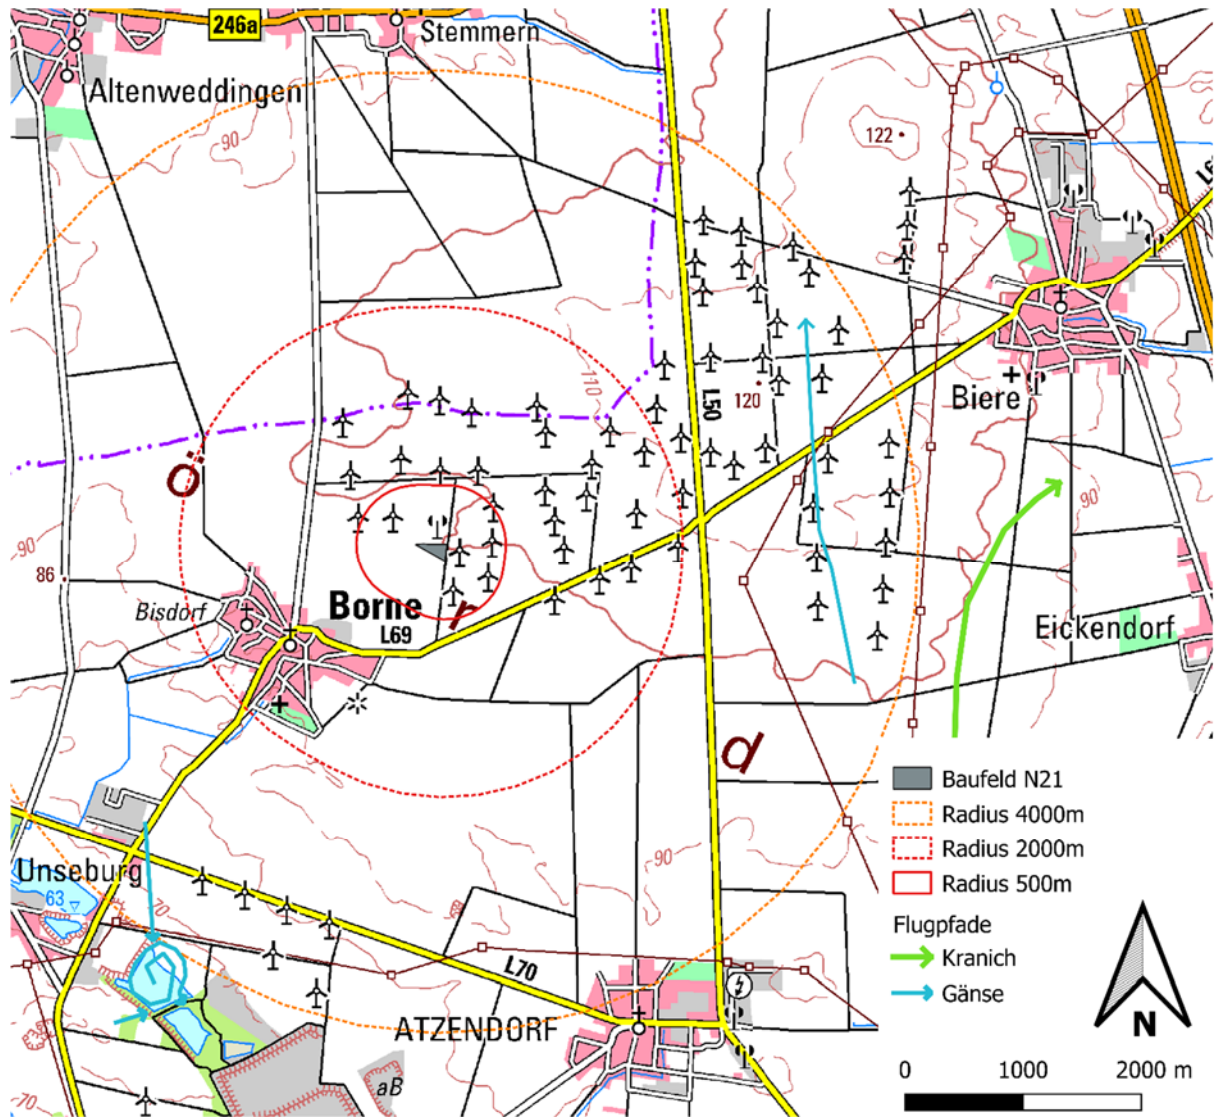 246a
Stemmern
Altenweddingen
90
122
L6
110
L50
120
Biere
Ö
90
90
86
Bisdorf
Borne
r
L69
Eickendorf
d
Baufeld N21
Radius 4000m
Radius 2000m
Radius 500m
90
Unseburg
63
70
Flugpfade
Kranich
Gänse
L70
ATZENDORF
N
aB
70
0 1000 2000 m